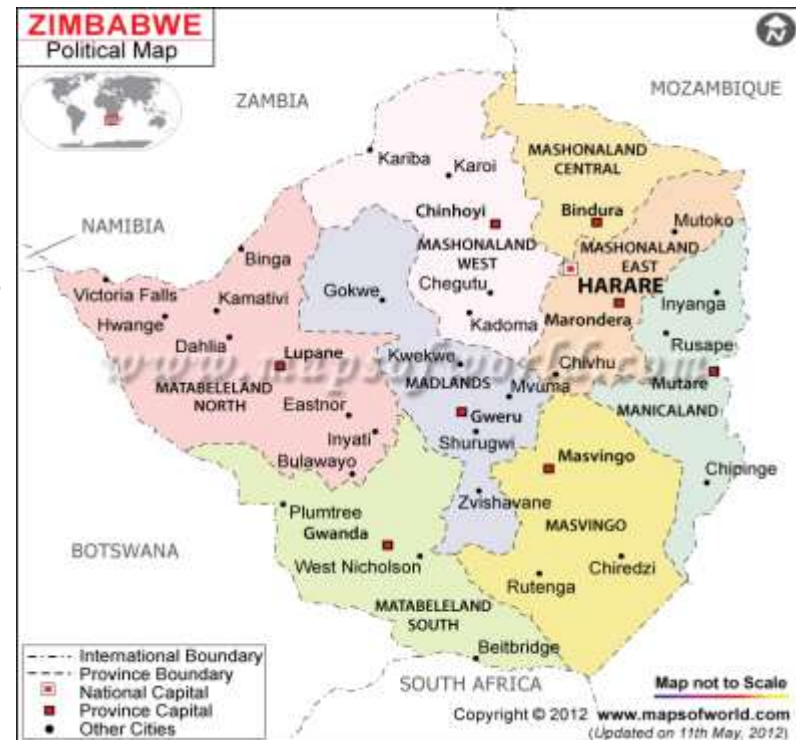 ZIMBABWE
Political Map
N
ZAMBIA
MOZAMBIQUE
NAMIBIA
Kariba
Karoi
MASHONALAND
CENTRAL
Chinhoyi
Bindura
Mutoko
MASHONALAND
WEST
MASHONALAND
EAST
Binga
HARARE
Victoria Falls
Kamativi
Gokwe
Chegutu
Inyanga
Hwange
Kadoma
Marondera
Rusape
Dahlia
Lupane
Kwekwe
Chivhu
www.mapsofworld.com
MATABELELAND
NORTH
MADLANDS
Mvuma
Mutare
Eastnor
Gweru
MANICALAND
Inyati
Shurugwi
Bulawayo
Masvingo
Chipinge
Zvishavane
Plumtree
Gwanda
MASVINGO
BOTSWANA
West Nicholson
Chiredzi
Rutenga
MATABELELAND
SOUTH
Beitbridge
SOUTH AFRICA
International Boundary
Province Boundary
National Capital
Province Capital
Other Cities
Map not to Scale
Copyright © 2012 www.mapsofworld.com
(Updated on 11th May, 2012)